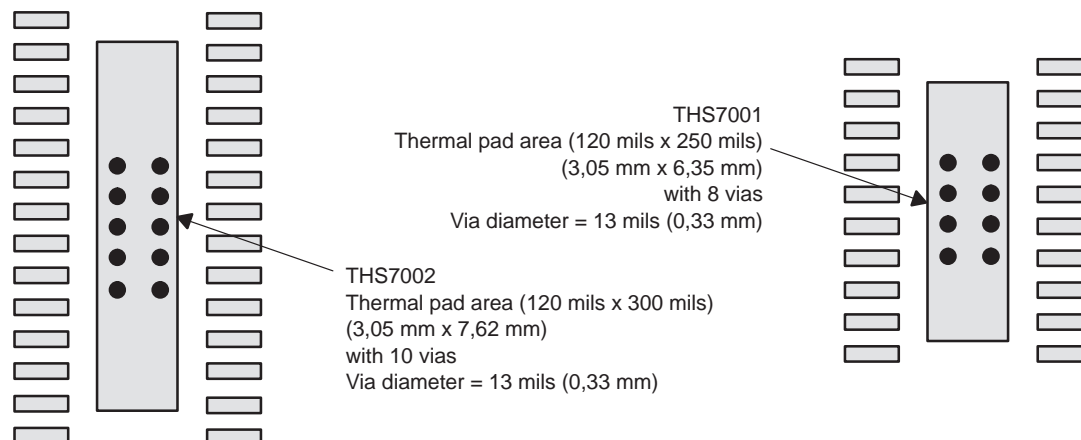 THS7001
Thermal pad area (120 mils x 250 mils)
(3,05 mm x 6,35 mm)
with 8 vias
Via diameter = 13 mils (0,33 mm)
THS7002
Thermal pad area (120 mils x 300 mils)
(3,05 mm x 7,62 mm)
with 10 vias
Via diameter = 13 mils (0,33 mm)